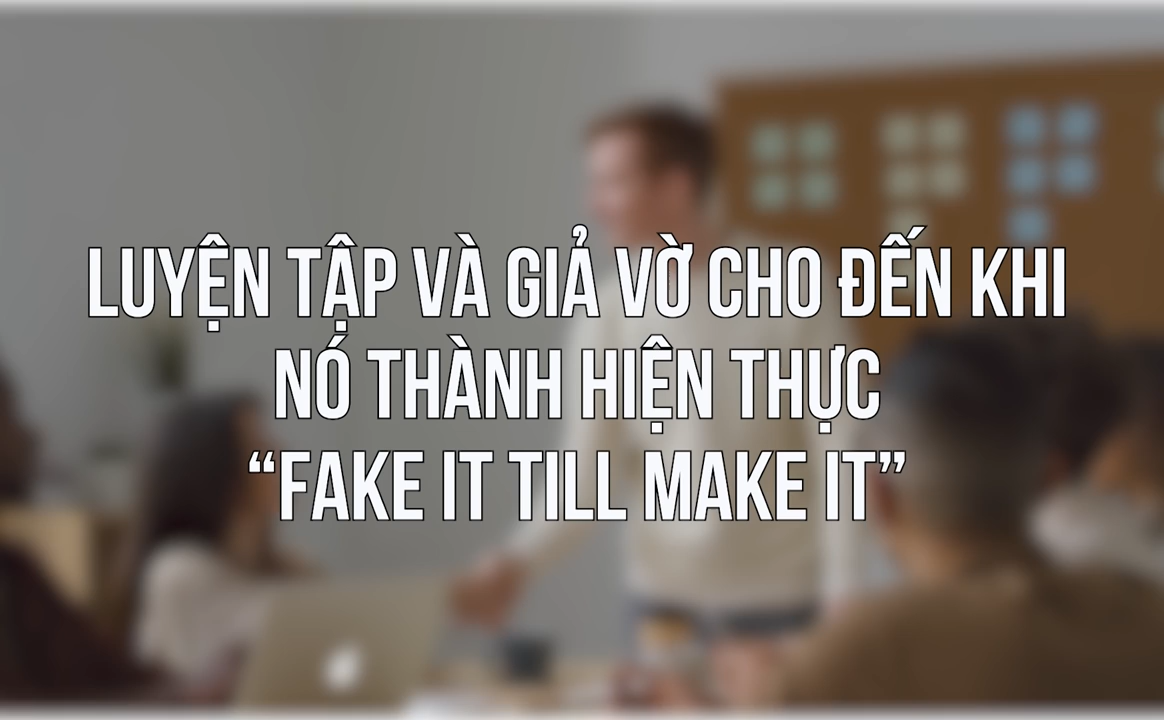 LUYỆN TẬP VÀ GIẢ VỜ CHO ĐẾN KHI
NÓ THÀNH HIỆN THỰC
“FAKE IT TILL MAKE IT”